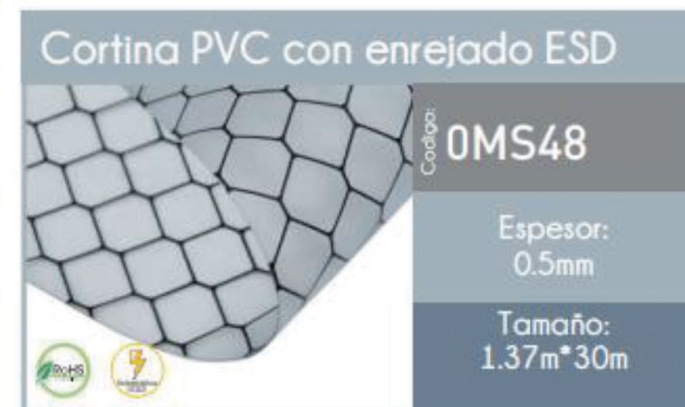 Cortina PVC con enrejado ESD
Codigo:
0MS48
Espesor:
0.5mm
Tamaño:
1.37m*30m
RoHS